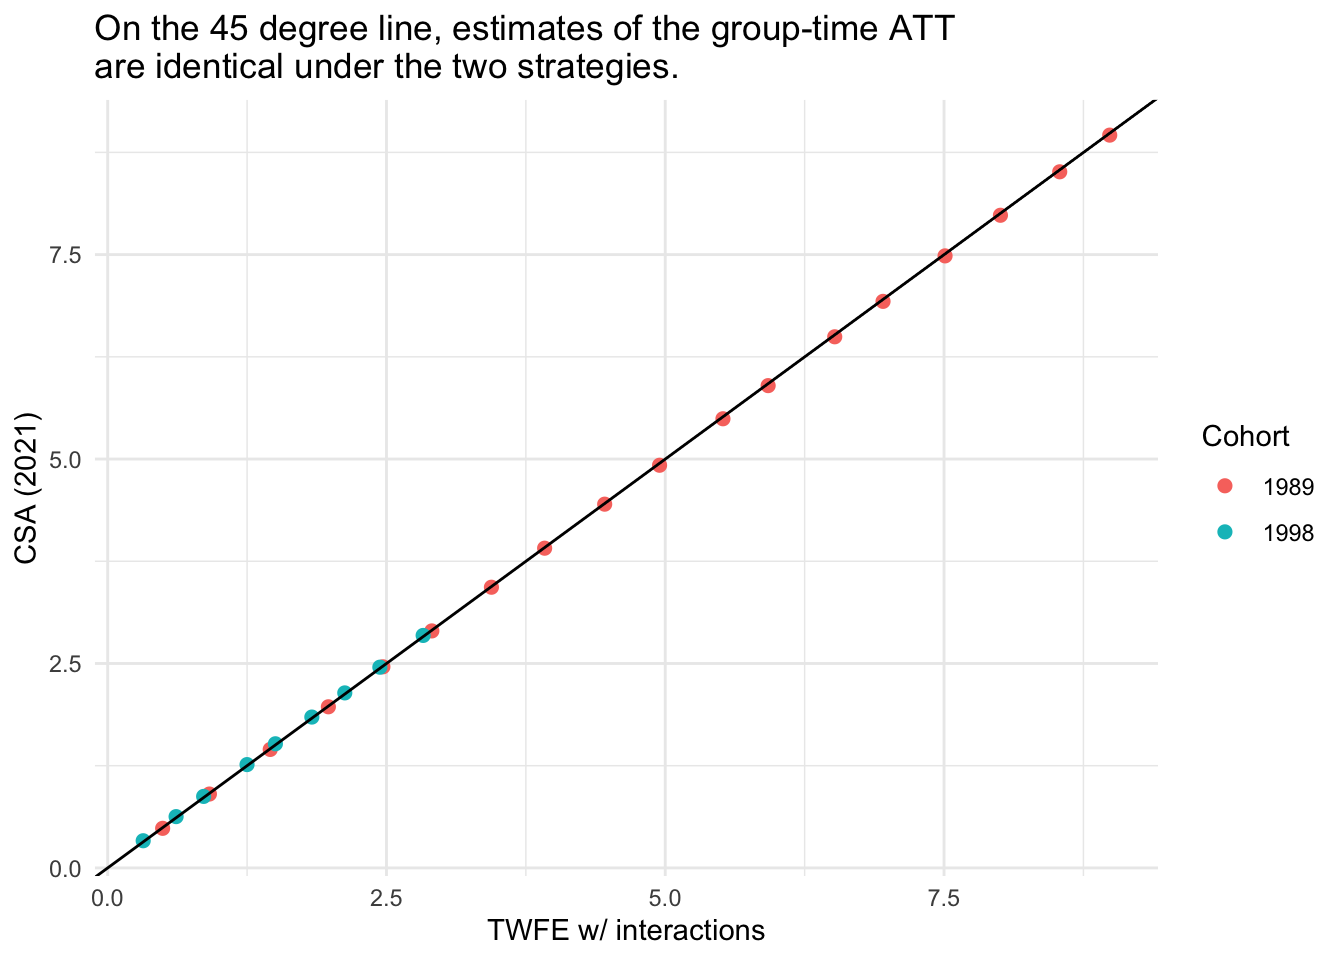 On the 45 degree line, estimates of the group-time ATT
are identical under the two strategies.
7.5
5.0
2.5
0.0
CSA (2021)
0.0
2.5
5.0
7.5
TWFE w/ interactions
Cohort
1989
1998